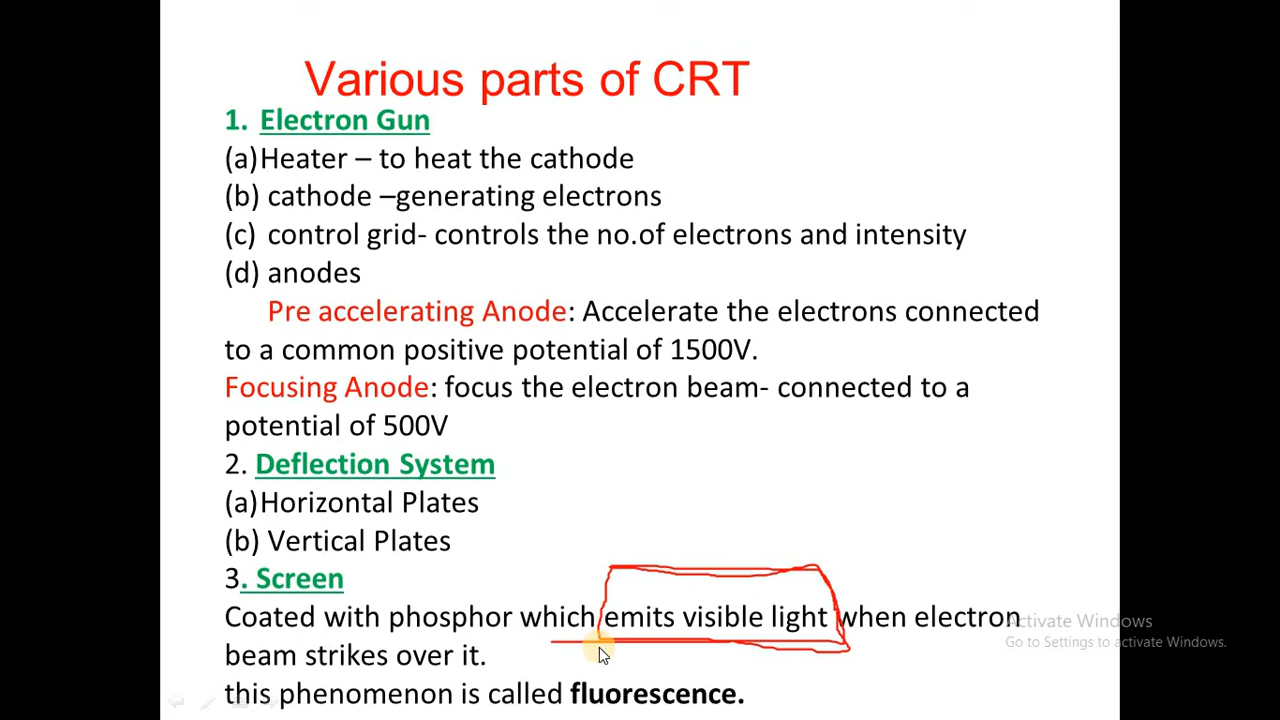 Various parts of CRT
1. Electron Gun
(a)Heater – to heat the cathode
(b) cathode –generating electrons
(c) control grid- controls the no.of electrons and intensity
(d) anodes
Pre accelerating Anode: Accelerate the electrons connected
to a common positive potential of 1500V.
Focusing Anode: focus the electron beam- connected to a
potential of 500V
2. Deflection System
(a)Horizontal Plates
(b) Vertical Plates
3. Screen
Coated with phosphor which emits visible light when electron
beam strikes over it.
this phenomenon is called fluorescence.
Activate Windows
Go to Settings to activate Windows.